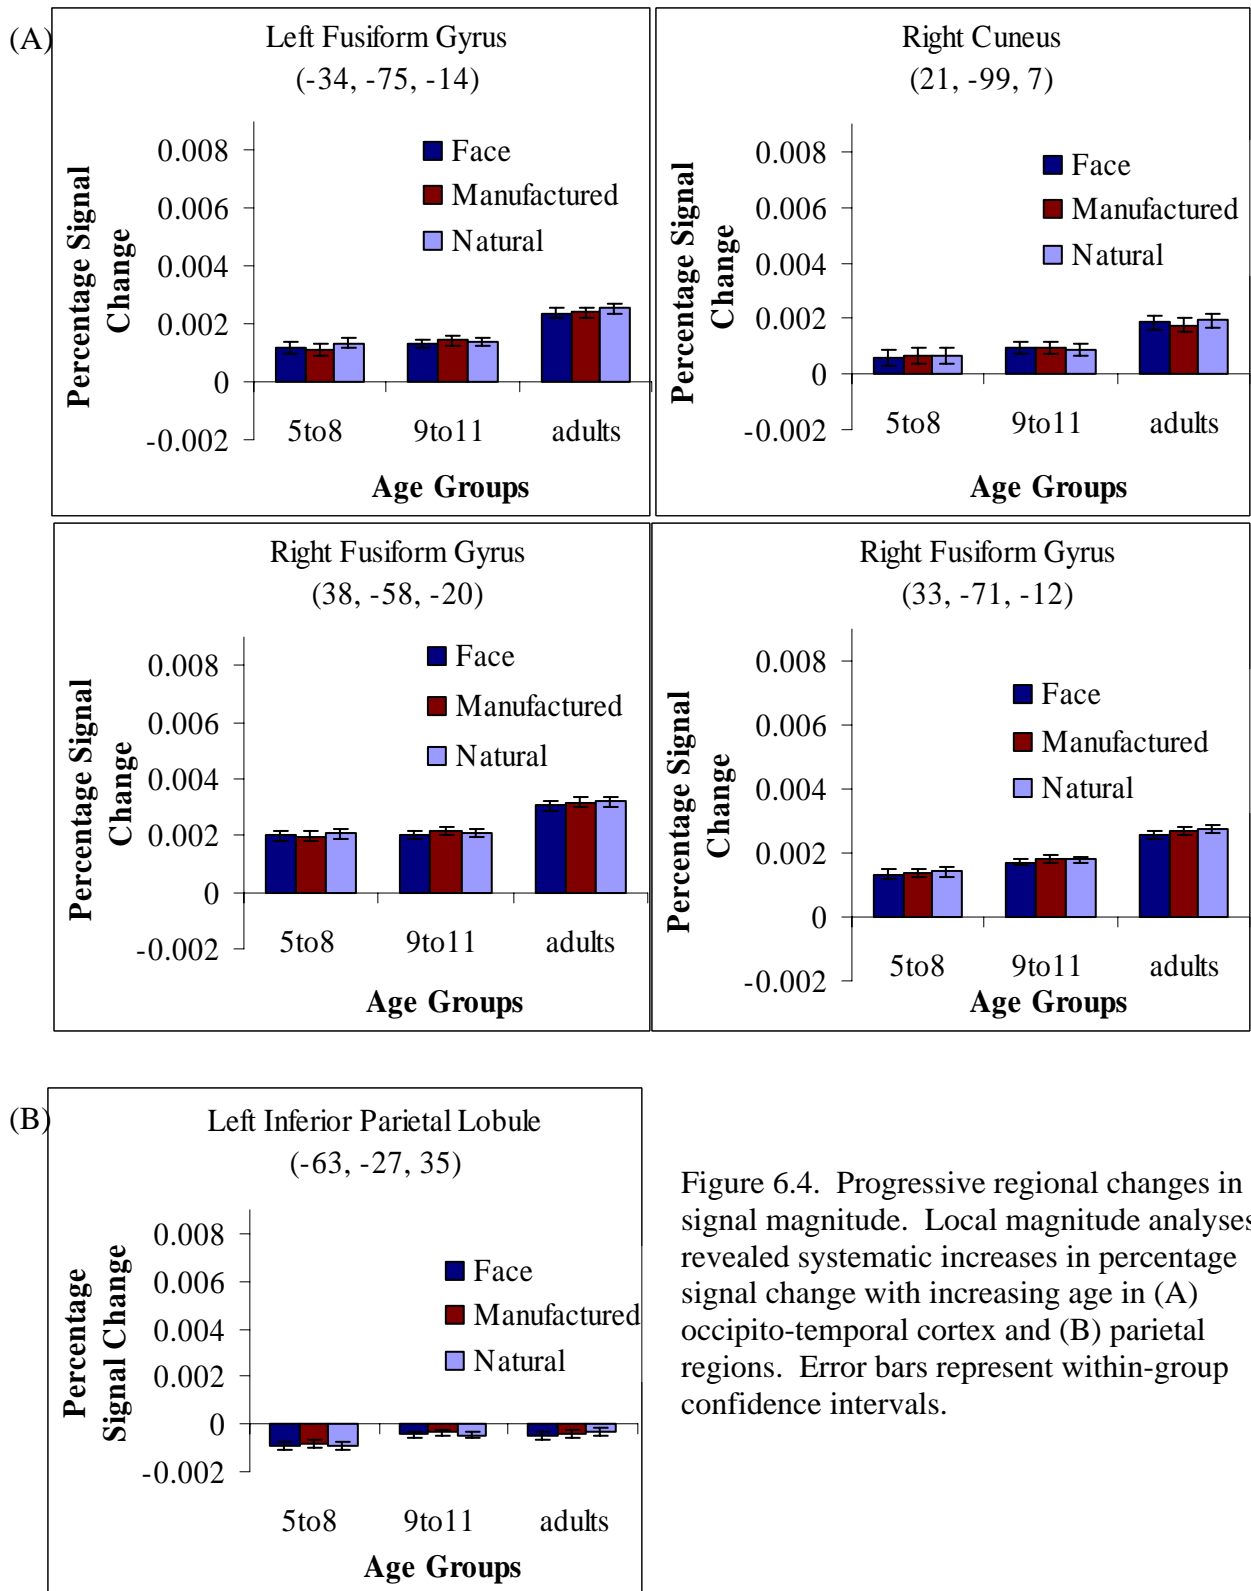 (A)
Left Fusiform Gyrus
(-34, -75, -14)
Percentage Signal
Change
0.008
0.006
0.004
0.002
0
-0.002
Face
Manufactured
Natural
5to8 9to11 adults
Age Groups
Right Cuneus
(21, -99, 7)
Percentage Signal
Change
0.008
0.006
0.004
0.002
0
-0.002
Face
Manufactured
Natural
5to8 9to11 adults
Age Groups
Right Fusiform Gyrus
(38, -58, -20)
Percentage Signal
Change
0.008
0.006
0.004
0.002
0
-0.002
Face
Manufactured
Natural
5to8 9to11 adults
Age Groups
Right Fusiform Gyrus
(33, -71, -12)
Percentage Signal
Change
0.008
0.006
0.004
0.002
0
-0.002
Face
Manufactured
Natural
5to8 9to11 adults
Age Groups
(B)
Left Inferior Parietal Lobule
(-63, -27, 35)
Percentage
Signal Change
0.008
0.006
0.004
0.002
0
-0.002
Face
Manufactured
Natural
5to8 9to11 adults
Age Groups
Figure 6.4. Progressive regional changes in
signal magnitude. Local magnitude analyses
revealed systematic increases in percentage
signal change with increasing age in (A)
occipito-temporal cortex and (B) parietal
regions. Error bars represent within-group
confidence intervals.